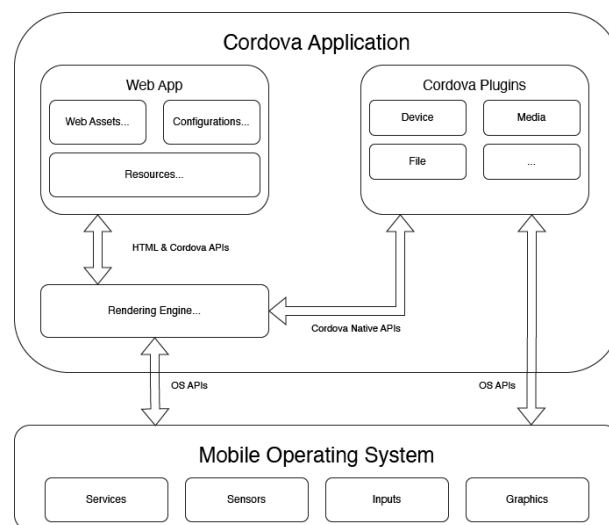 Cordova Application
Web App
Web Assets...
Configurations...
Resources...
Cordova Plugins
Device
Media
File
...
HTML & Cordova APIs
Rendering Engine...
Cordova Native APIs
OS APIs
OS APIs
Mobile Operating System
Services
Sensors
Inputs
Graphics